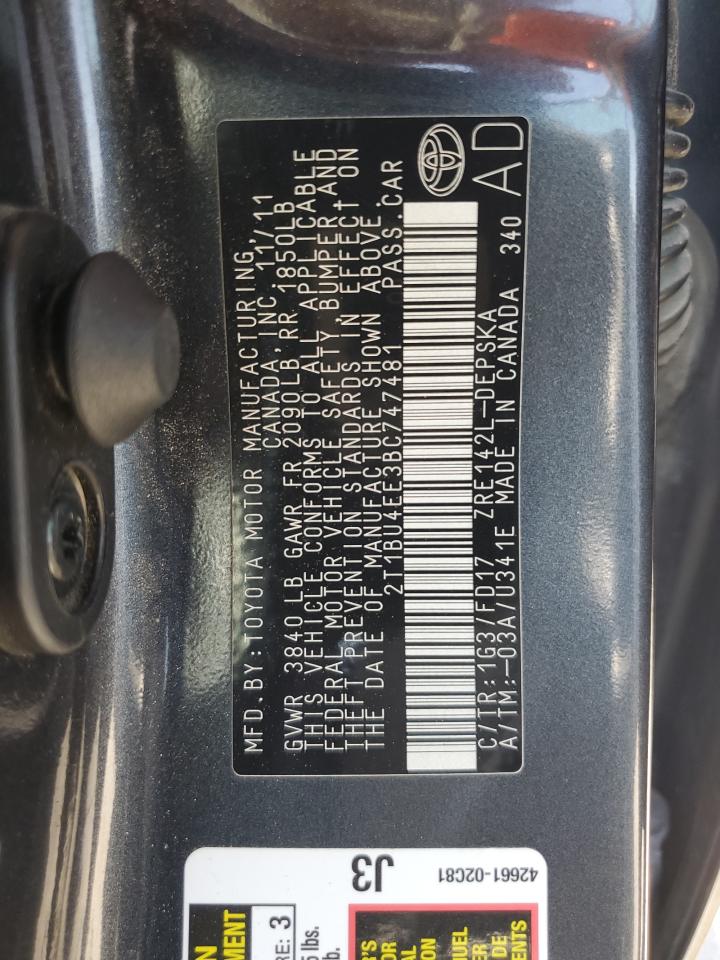 MFD. BY: TOYOTA MOTOR MANUFACTURING,
CANADA, INC. 11/11
GVWR 3840 LB GAWR FR 2090LB, RR 1850LB
THIS VEHICLE CONFORMS TO ALL APPLICABLE
FEDERAL MOTOR VEHICLE SAFETY, BUMPER, AND
THEFT PREVENTION STANDARDS IN EFFECT ON
THE DATE OF MANUFACTURE SHOWN ABOVE.
2T1BU4EE3BC747481 PASS. CAR
C/TR: 1G3/FD17 ZRE142L-DEPSKA
A/TM: -03A/U341E MADE IN CANADA 340
AD
J3
42661-02C81